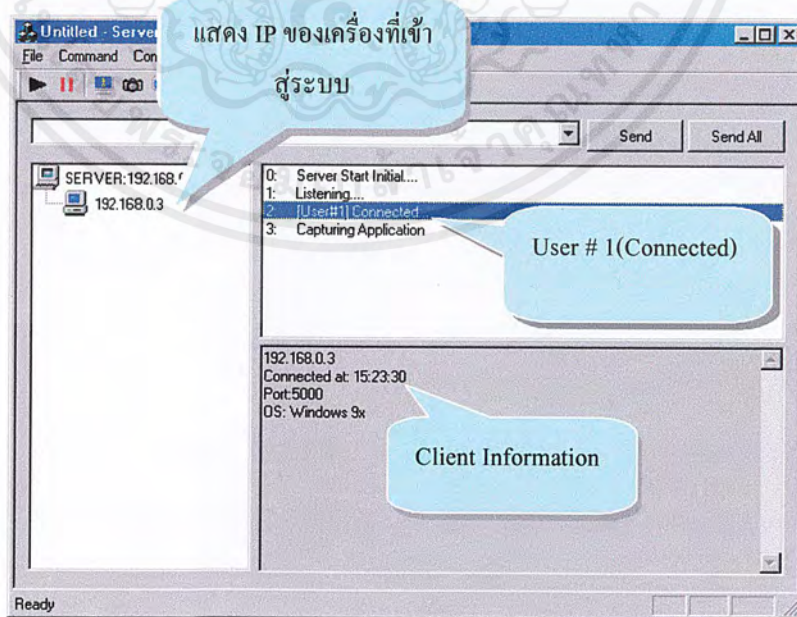 Untitled - Server
แสดง IP ของเครื่องที่เข้า
สู่ระบบ
File Command Con
Send Send All
SERVER:192.168.
192.168.0.3
0: Server Start Initial....
1: Listening....
2: [User#1] Connected
3: Capturing Application
User # 1(Connected)
192.168.0.3
Connected at: 15:23:30
Port:5000
OS: Windows 9x
Client Information
Ready